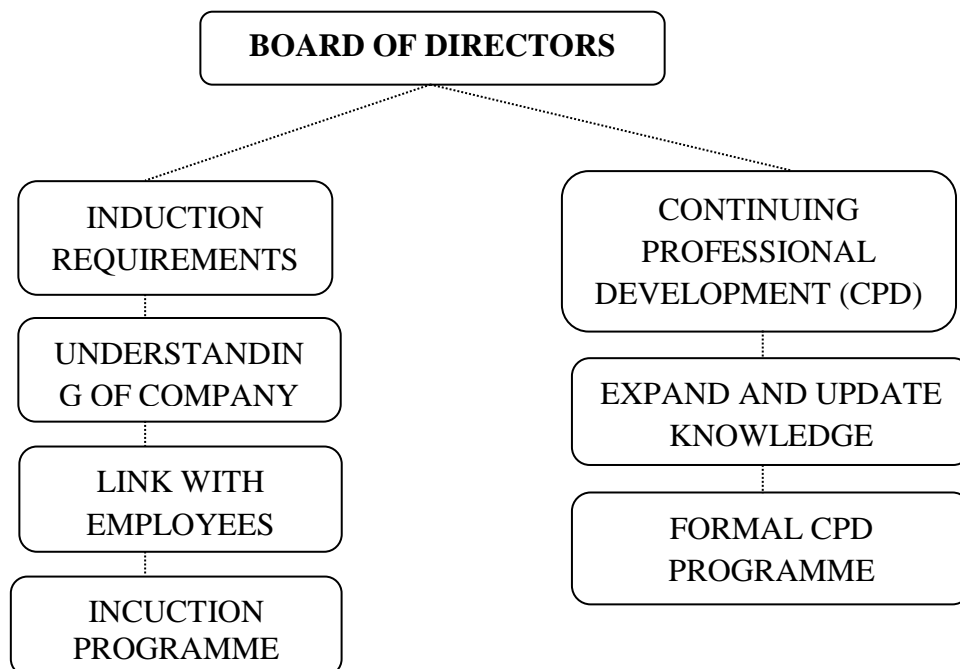 BOARD OF DIRECTORS
INDUCTION
REQUIREMENTS
UNDERSTANDIN
G OF COMPANY
LINK WITH
EMPLOYEES
INCUCTION
PROGRAMME
CONTINUING
PROFESSIONAL
DEVELOPMENT (CPD)
EXPAND AND UPDATE
KNOWLEDGE
FORMAL CPD
PROGRAMME